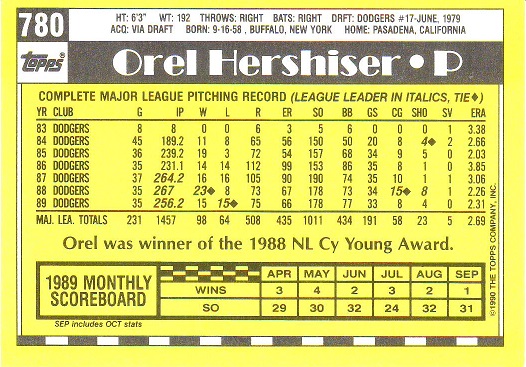 780
HT: 6'3" WT: 192 THROWS: RIGHT BATS: RIGHT DRFT: DODGERS #17-JUNE, 1979
ACQ: VIA DRAFT BORN: 9-16-58, BUFFALO, NEW YORK HOME: PASADENA, CALIFORNIA
Topps
Orel Hershiser • P
COMPLETE MAJOR LEAGUE PITCHING RECORD (LEAGUE LEADER IN ITALICS, TIE◆)
YR CLUB G IP W L R ER SO BB GS CG SHO SV ERA
83 DODGERS 8 8 0 0 6 3 5 6 0 0 0 1 3.38
84 DODGERS 45 189.2 11 8 65 56 150 50 20 8 4◆ 2 2.66
85 DODGERS 36 239.2 19 3 72 54 157 68 34 9 5 0 2.03
86 DODGERS 35 231.1 14 14 112 99 153 86 35 8 1 0 3.85
87 DODGERS 37 264.2 16 16 105 90 190 74 35 10 1 1 3.06
88 DODGERS 35 267 23◆ 8 73 67 178 73 34 15◆ 8 1 2.26
89 DODGERS 35 256.2 15 15◆ 75 66 178 77 33 8 4 0 2.31
MAJ. LEA. TOTALS 231 1457 98 64 508 435 1011 434 191 58 23 5 2.69
Orel was winner of the 1988 NL Cy Young Award.
1989 MONTHLY SCOREBOARD
APR MAY JUN JUL AUG SEP
WINS 3 4 2 3 2 1
SO 29 30 32 24 32 31
SEP includes OCT stats
©1990 THE TOPPS COMPANY, INC.